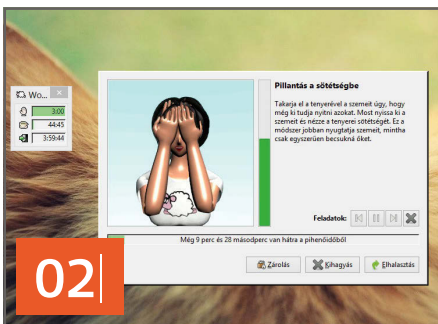 Wo...
3:00
44:45
3:59:44
Pillantás a sötétségbe
Takarja el a tenyerével a szemeit úgy, hogy
még ki tudja nyitni azokat. Most nyissa ki a
szemeit és nézze a tenyerei sötétségét. Ez a
módszer jobban nyugtatja szemeit, mintha
csak egyszerűen becsukná őket.
Feladatok:
Még 9 perc és 28 másodperc van hátra a pihenőidőből
Zárolás
Kihagyás
Elhalasztás
02